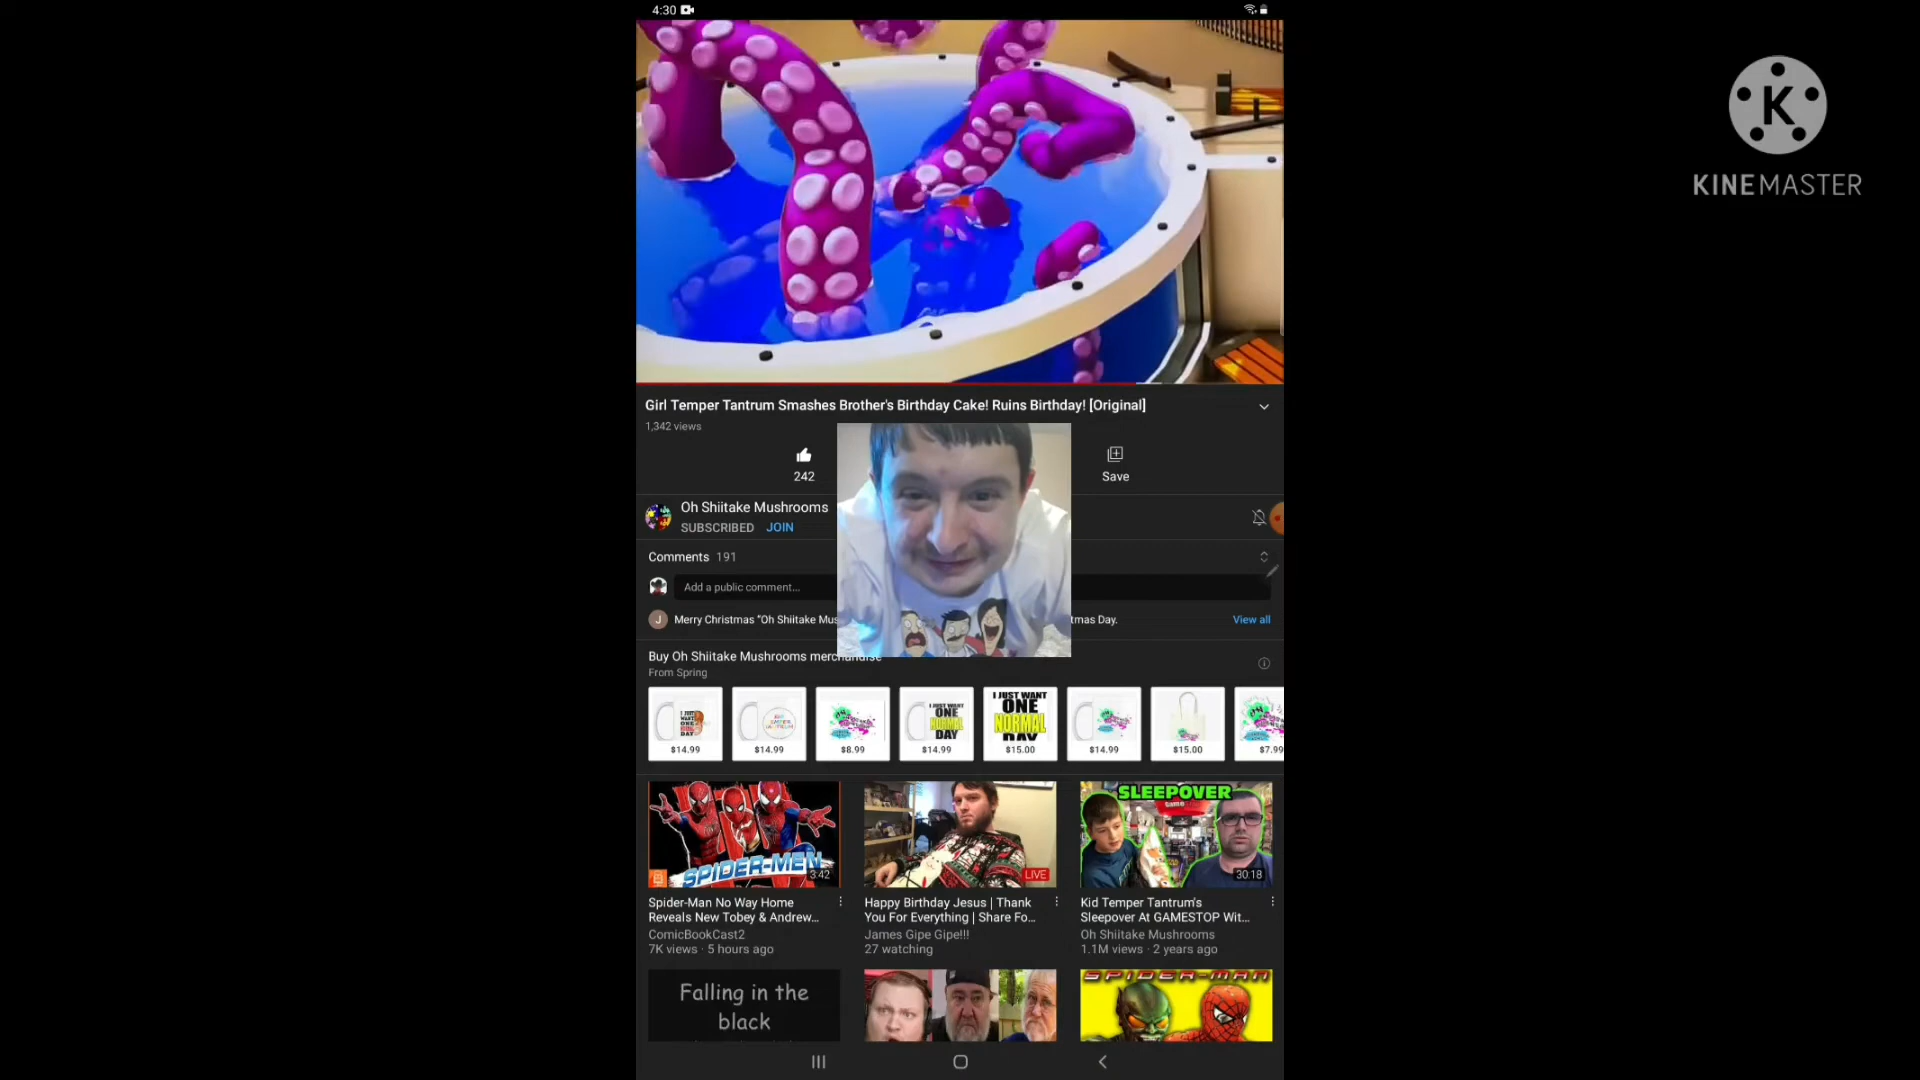 4:30
KINEMASTER
Girl Temper Tantrum Smashes Brother's Birthday Cake! Ruins Birthday! [Original]
1,342 views
242
Save
Oh Shiitake Mushrooms
SUBSCRIBED JOIN
Comments 191
Add a public comment...
J Merry Christmas "Oh Shiitake Mus tmas Day. View all
Buy Oh Shiitake Mushrooms merchandise
From Spring
I JUST WANT ONE NORMAL DAY
I JUST WANT ONE NORMAL DAY
$14.99 $14.99 $8.99 $14.99 $15.00 $14.99 $15.00 $7.99
SPIDER-MEN
3:42
LIVE
SLEEPOVER
30:18
Spider-Man No Way Home
Reveals New Tobey & Andrew...
ComicBookCast2
7K views · 5 hours ago
Happy Birthday Jesus | Thank
You For Everything | Share Fo...
James Gipe Gipe!!!
27 watching
Kid Temper Tantrum's
Sleepover At GAMESTOP Wit...
Oh Shiitake Mushrooms
1.1M views · 2 years ago
Falling in the
black
SPIDER-MAN